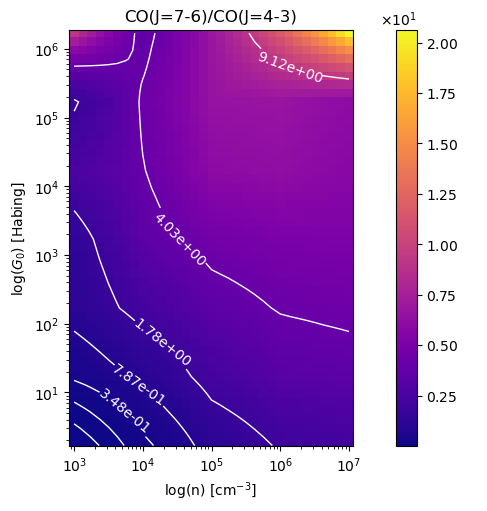 CO(J=7-6)/CO(J=4-3)
×10¹
log(G₀) [Habing]
10⁶
10⁵
10⁴
10³
10²
10¹
9.12e+00
4.03e+00
1.78e+00
7.87e-01
3.48e-01
10³ 10⁴ 10⁵ 10⁶ 10⁷
log(n) [cm⁻³]
2.00
1.75
1.50
1.25
1.00
0.75
0.50
0.25